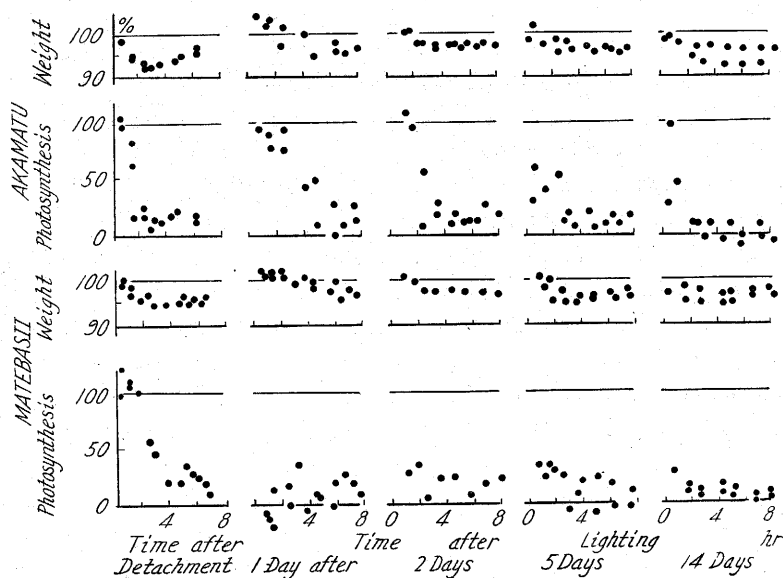 %
100
90
Weight
100
50
0
Photosynthesis
AKAMATU
100
90
Weight
100
50
0
Photosynthesis
MATEBASII
4 8 0 4 8 0 4 8 0 4 8 0 4 8
Time after Time after Lighting hr
Detachment 1 Day after 2 Days 5 Days 14 Days